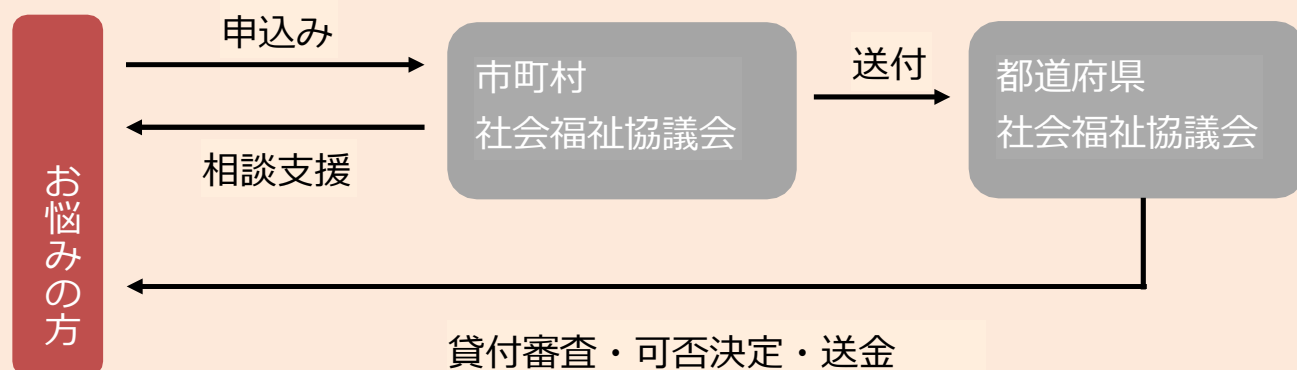 申込み
市町村
社会福祉協議会
送付
都道府県
社会福祉協議会
相談支援
お悩みの方
貸付審査・可否決定・送金